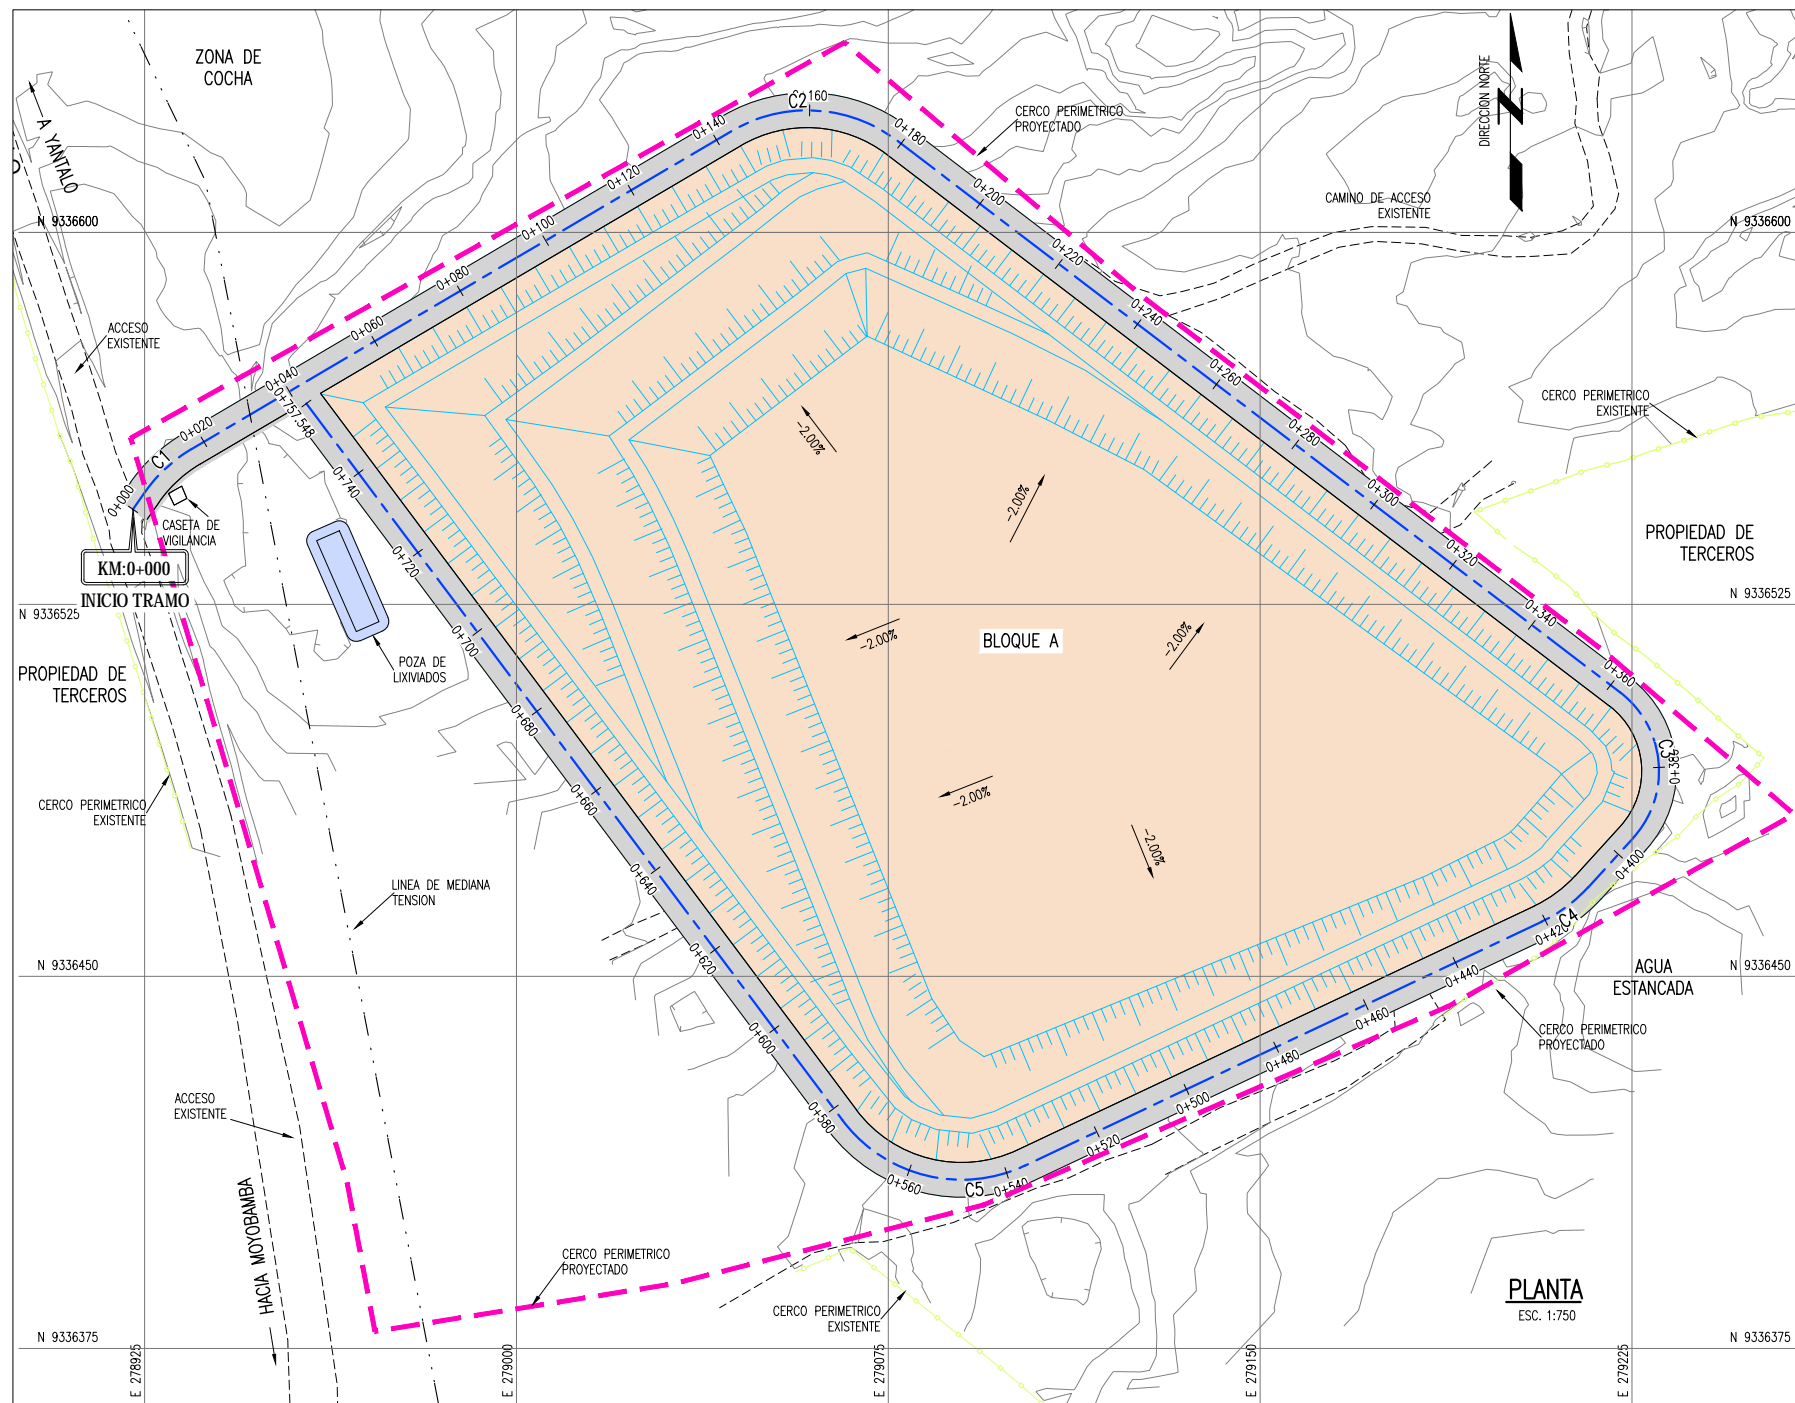 ZONA DE
COCHA
A YANTALO
N 9336600
ACCESO
EXISTENTE
CERCO PERIMETRICO
PROYECTADO
DIRECCION NORTE
N
CAMINO DE ACCESO
EXISTENTE
N 9336600
CERCO PERIMETRICO
EXISTENTE
PROPIEDAD DE
TERCEROS
N 9336525
C1
C2
C3
C4
C5
0+000
0+020
0+040
0+060
0+080
0+100
0+120
0+140
160
0+180
0+200
0+220
0+240
0+260
0+280
0+300
0+320
0+340
0+360
0+400
0+420
0+440
0+460
0+480
0+500
0+520
0+540
0+560
0+580
0+600
0+620
0+640
0+660
0+680
0+700
0+720
0+740
0+757.548
CASETA DE
VIGILANCIA
KM:0+000
INICIO TRAMO
N 9336525
PROPIEDAD DE
TERCEROS
POZA DE
LIXIVIADOS
BLOQUE A
-2.00%
-2.00%
-2.00%
-2.00%
-2.00%
-2.00%
CERCO PERIMETRICO
EXISTENTE
LINEA DE MEDIANA
TENSION
N 9336450
AGUA
ESTANCADA
N 9336450
CERCO PERIMETRICO
PROYECTADO
ACCESO
EXISTENTE
HACIA MOYOBAMBA
CERCO PERIMETRICO
PROYECTADO
CERCO PERIMETRICO
EXISTENTE
PLANTA
ESC. 1:750
N 9336375
N 9336375
E 278925
E 279000
E 279075
E 279150
E 279225